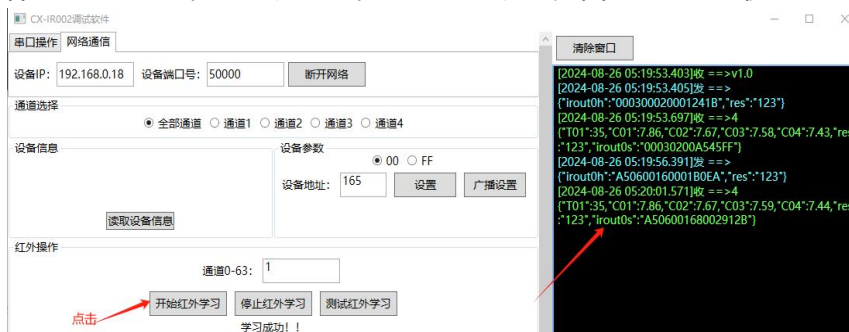 CX-IR002调试软件
串口操作 网络通信
设备IP: 192.168.0.18 设备端口号: 50000 断开网络
通道选择
全部通道 通道1 通道2 通道3 通道4
设备信息
读取设备信息
设备参数
00 FF
设备地址: 165 设置 广播设置
红外操作
通道0-63: 1
开始红外学习 停止红外学习 测试红外学习
点击
学习成功！！
清除窗口
[2024-08-26 05:19:53.403]收 ==>v1.0
[2024-08-26 05:19:53.405]发 ==>
{"irout0h":"000300020001241B","res":"123"}
[2024-08-26 05:19:53.697]收 ==>4
{"T01":35,"C01":7.86,"C02":7.67,"C03":7.58,"C04":7.43,"res
:"123","irout0s":"00030200A545FF"}
[2024-08-26 05:19:56.391]发 ==>
{"irout0h":"A50600160001B0EA","res":"123"}
[2024-08-26 05:20:01.571]收 ==>4
{"T01":35,"C01":7.86,"C02":7.67,"C03":7.59,"C04":7.44,"res
:"123","irout0s":"A50600168002912B"}